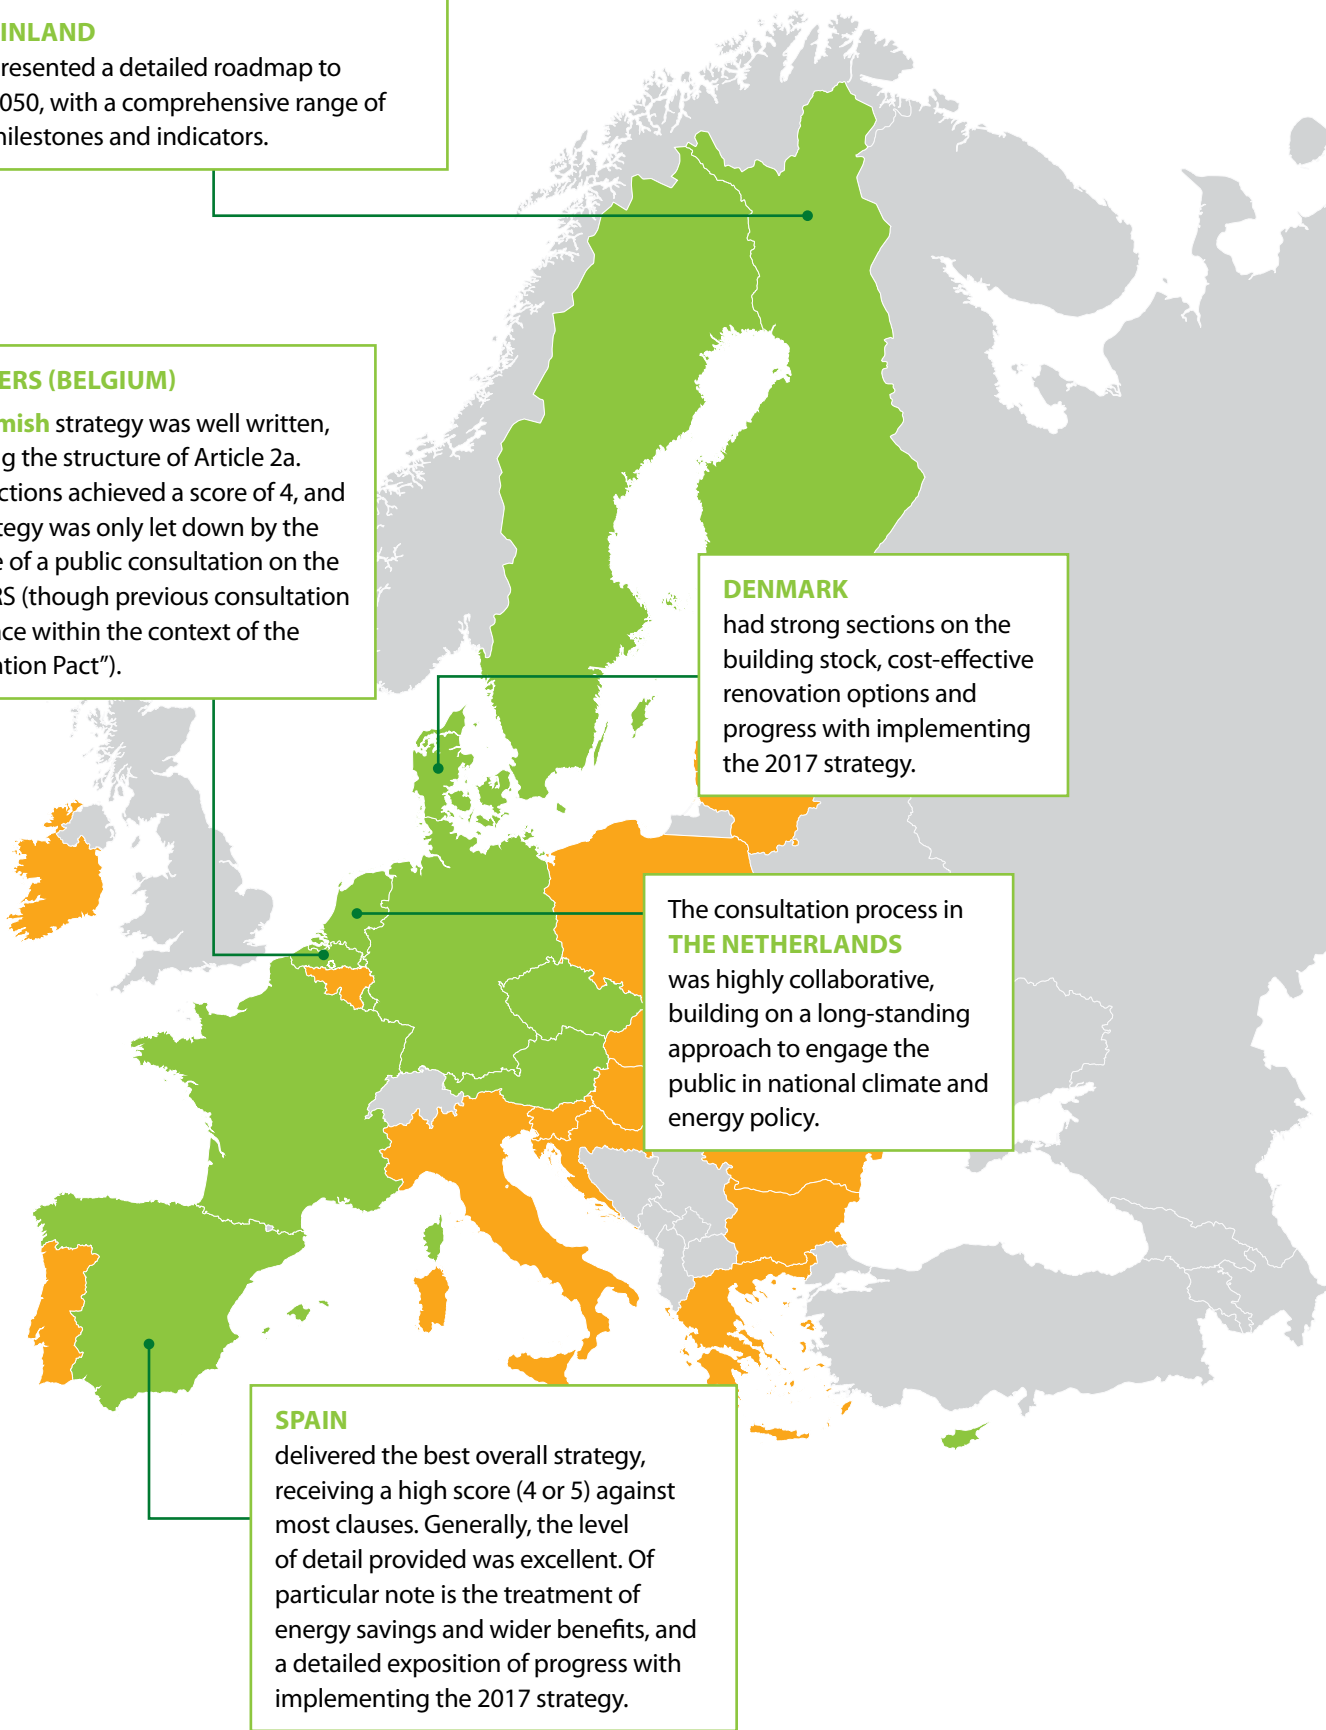 INLAND
resented a detailed roadmap to
050, with a comprehensive range of
nilestones and indicators.
ERS (BELGIUM)
mish strategy was well written,
g the structure of Article 2a.
ctions achieved a score of 4, and
tegy was only let down by the
e of a public consultation on the
RS (though previous consultation
ce within the context of the
ation Pact”).
DENMARK
had strong sections on the
building stock, cost-effective
renovation options and
progress with implementing
the 2017 strategy.
The consultation process in
THE NETHERLANDS
was highly collaborative,
building on a long-standing
approach to engage the
public in national climate and
energy policy.
SPAIN
delivered the best overall strategy,
receiving a high score (4 or 5) against
most clauses. Generally, the level
of detail provided was excellent. Of
particular note is the treatment of
energy savings and wider benefits, and
a detailed exposition of progress with
implementing the 2017 strategy.